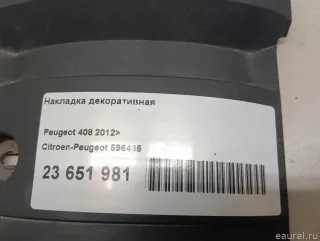 Накладка декоративная
Peugeot 408 2012>
Citroen-Peugeot 596435
23 651 981
eaural.ru